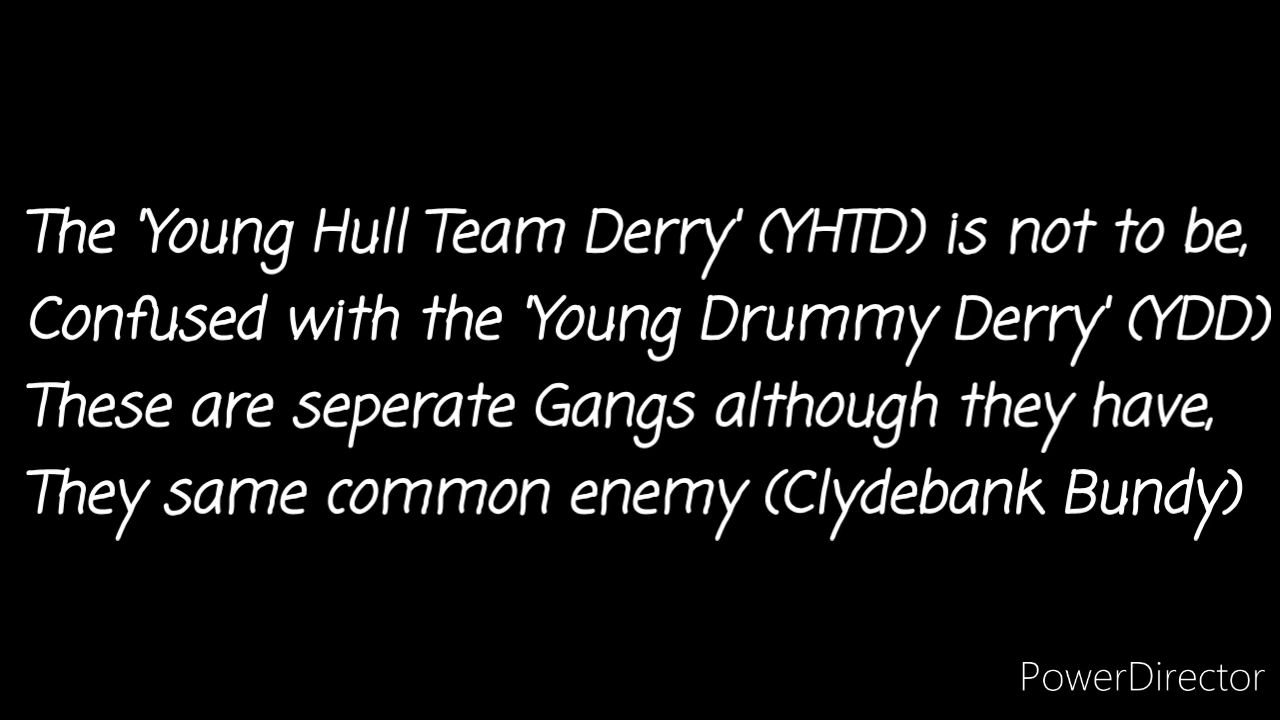 The 'Young Hull Team Derry' (YHTD) is not to be,
Confused with the 'Young Drummy Derry' (YDD)
These are seperate Gangs although they have,
They same common enemy (Clydebank Bundy)
PowerDirector